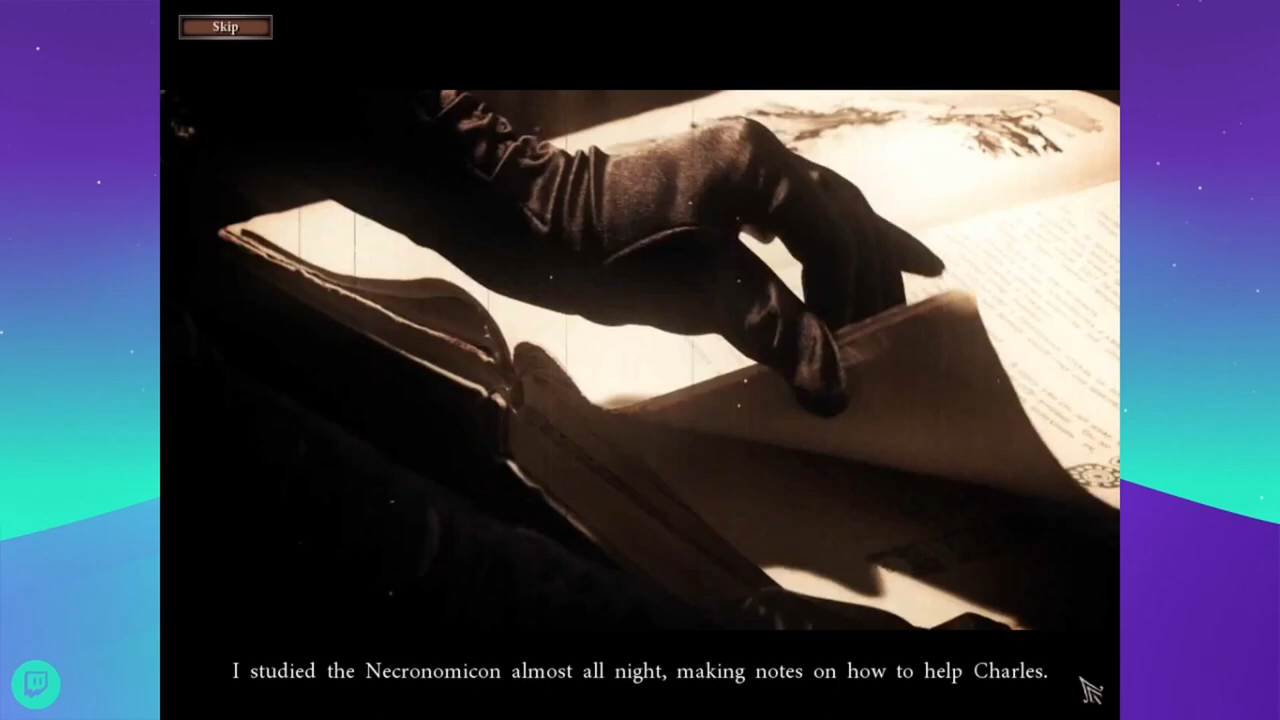 Skip
I studied the Necronomicon almost all night, making notes on how to help Charles.